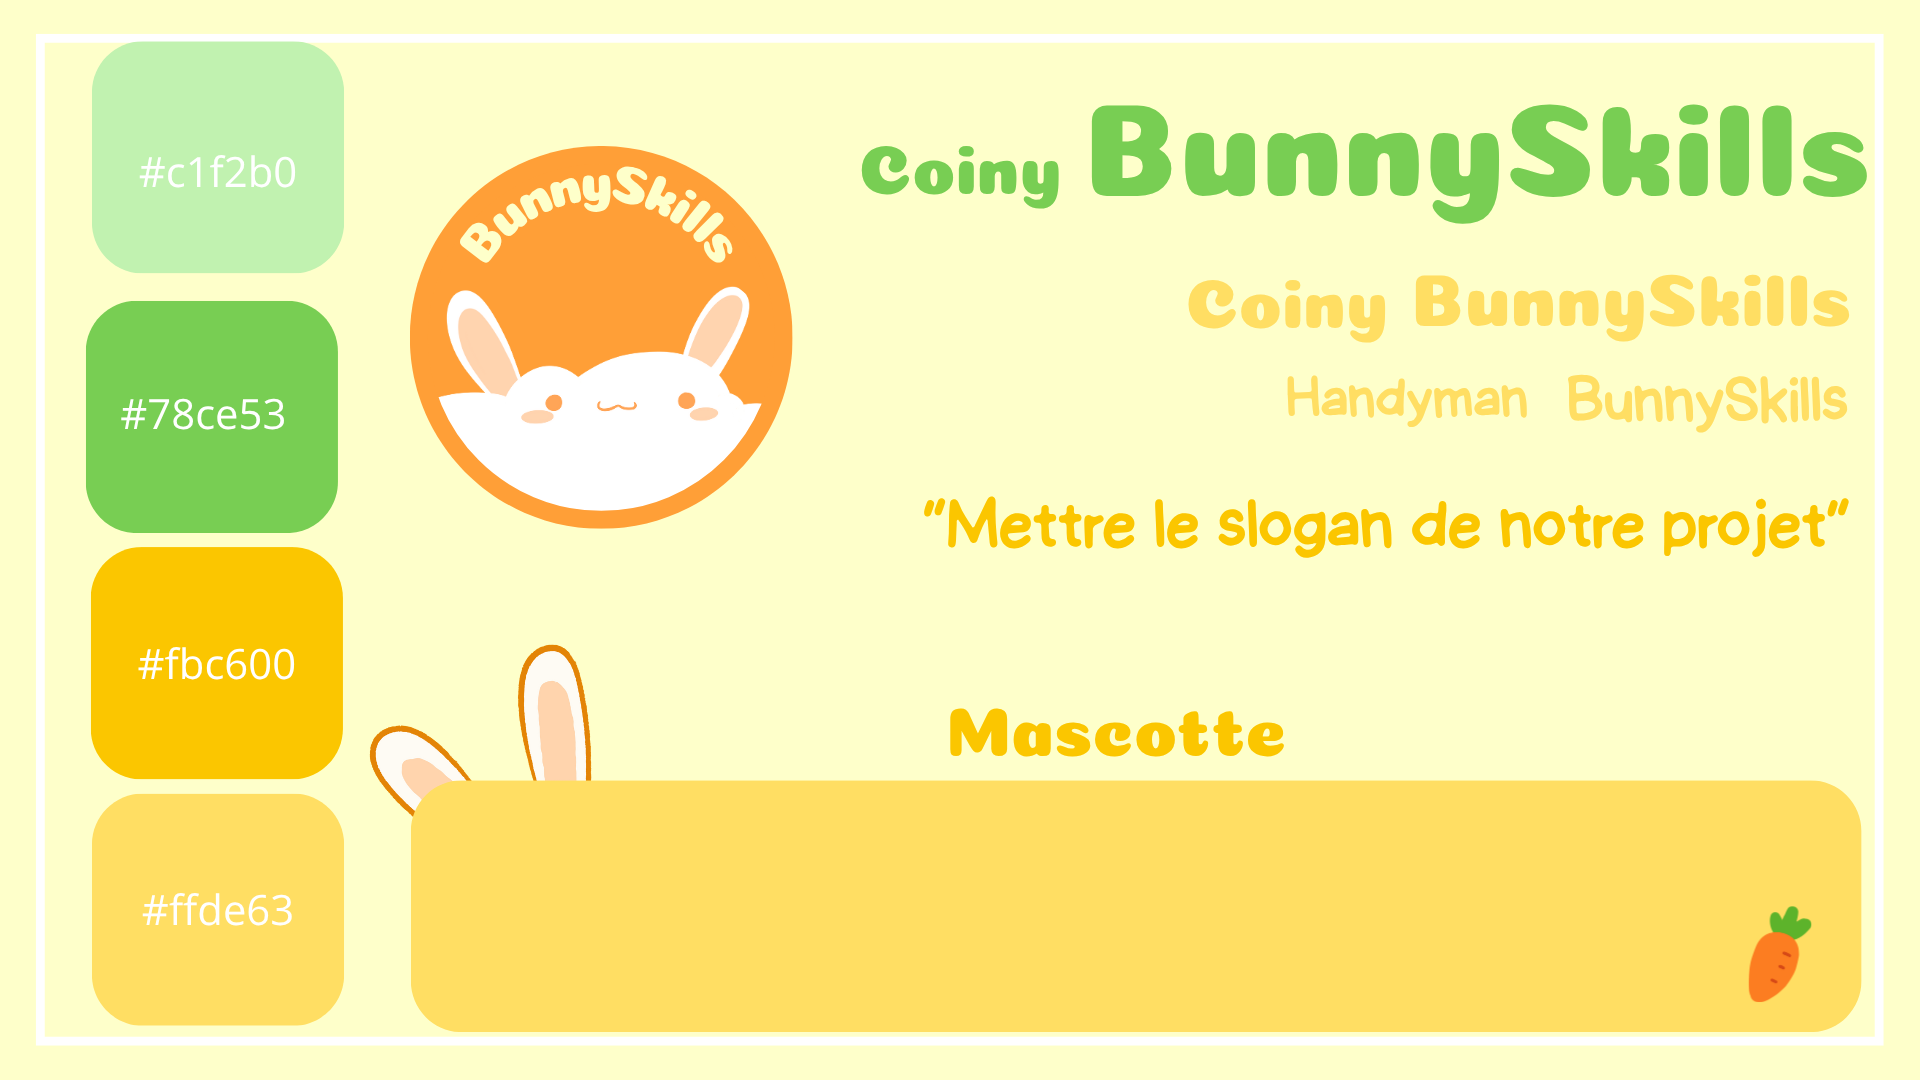 #c1f2b0
#78ce53
#fbc600
#ffde63
BunnySkills
Coiny BunnySkills
Coiny BunnySkills
Handyman BunnySkills
“Mettre le slogan de notre projet”
Mascotte